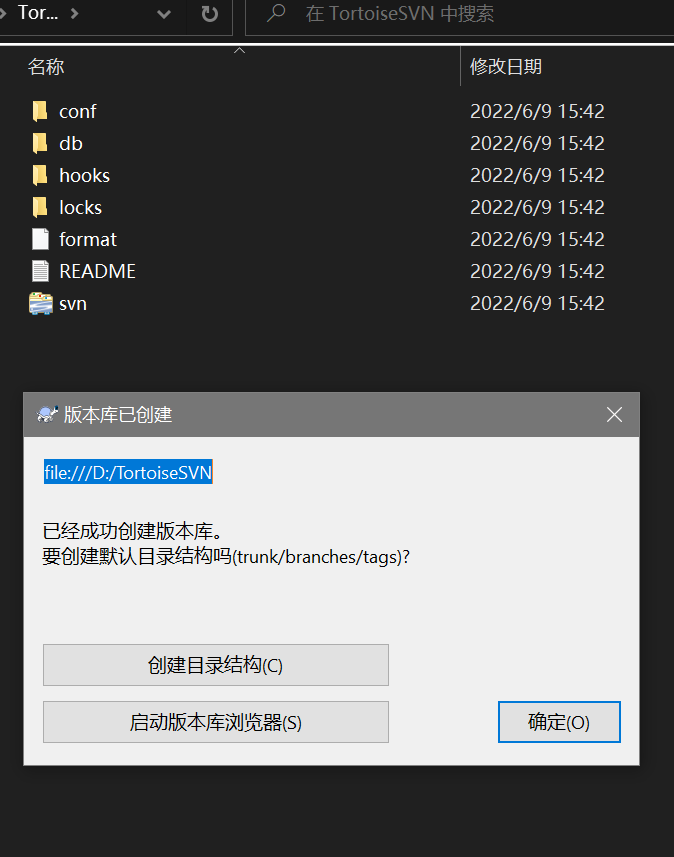 Tor...
在 TortoiseSVN 中搜索
名称 修改日期
conf 2022/6/9 15:42
db 2022/6/9 15:42
hooks 2022/6/9 15:42
locks 2022/6/9 15:42
format 2022/6/9 15:42
README 2022/6/9 15:42
svn 2022/6/9 15:42
版本库已创建
file:///D:/TortoiseSVN
已经成功创建版本库。
要创建默认目录结构吗(trunk/branches/tags)?
创建目录结构(C)
启动版本库浏览器(S) 确定(O)